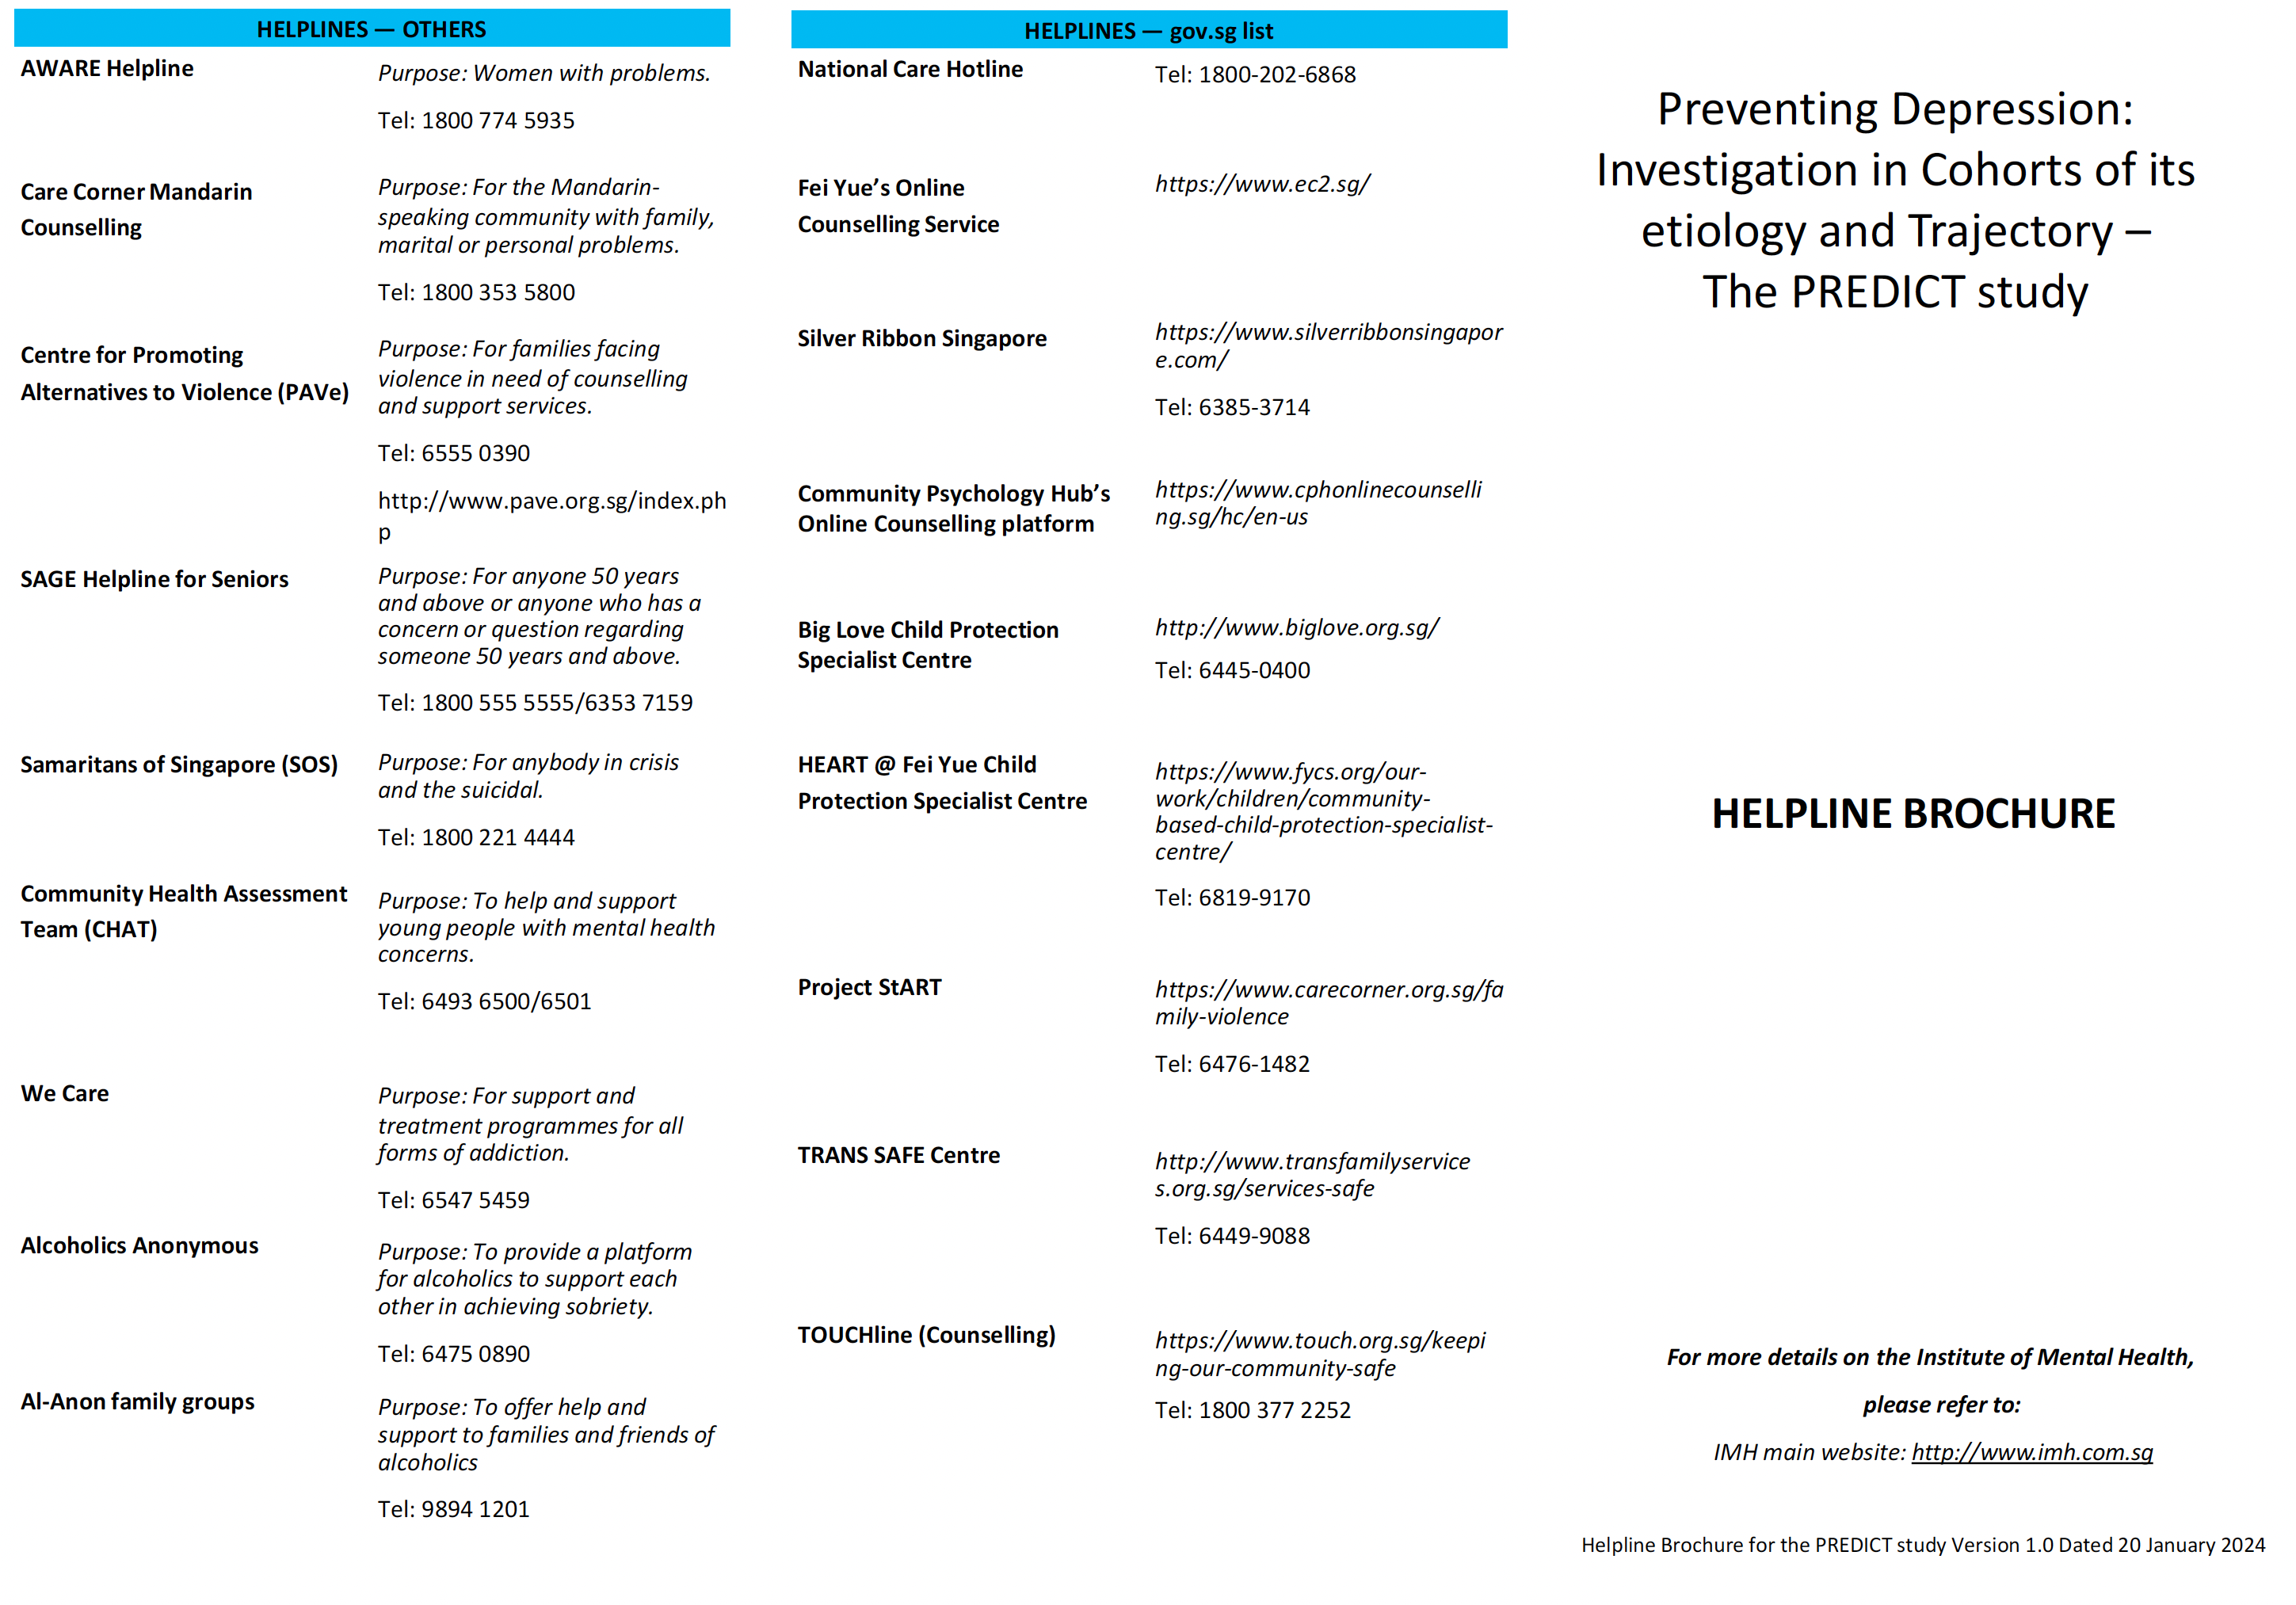 HELPLINES — OTHERS
AWARE Helpline
Purpose: Women with problems.
Tel: 1800 774 5935
Care Corner Mandarin
Counselling
Purpose: For the Mandarin-
speaking community with family,
marital or personal problems.
Tel: 1800 353 5800
Centre for Promoting
Alternatives to Violence (PAVe)
Purpose: For families facing
violence in need of counselling
and support services.
Tel: 6555 0390
http://www.pave.org.sg/index.ph
p
SAGE Helpline for Seniors
Purpose: For anyone 50 years
and above or anyone who has a
concern or question regarding
someone 50 years and above.
Tel: 1800 555 5555/6353 7159
Samaritans of Singapore (SOS)
Purpose: For anybody in crisis
and the suicidal.
Tel: 1800 221 4444
Community Health Assessment
Team (CHAT)
Purpose: To help and support
young people with mental health
concerns.
Tel: 6493 6500/6501
We Care
Purpose: For support and
treatment programmes for all
forms of addiction.
Tel: 6547 5459
Alcoholics Anonymous
Purpose: To provide a platform
for alcoholics to support each
other in achieving sobriety.
Tel: 6475 0890
Al-Anon family groups
Purpose: To offer help and
support to families and friends of
alcoholics
Tel: 9894 1201
HELPLINES — gov.sg list
National Care Hotline
Tel: 1800-202-6868
Fei Yue’s Online
Counselling Service
https://www.ec2.sg/
Silver Ribbon Singapore
https://www.silverribbonsingapor
e.com/
Tel: 6385-3714
Community Psychology Hub’s
Online Counselling platform
https://www.cphonlinecounselli
ng.sg/hc/en-us
Big Love Child Protection
Specialist Centre
http://www.biglove.org.sg/
Tel: 6445-0400
HEART @ Fei Yue Child
Protection Specialist Centre
https://www.fycs.org/our-
work/children/community-
based-child-protection-specialist-
centre/
Tel: 6819-9170
Project StART
https://www.carecorner.org.sg/fa
mily-violence
Tel: 6476-1482
TRANS SAFE Centre
http://www.transfamilyservice
s.org.sg/services-safe
Tel: 6449-9088
TOUCHline (Counselling)
https://www.touch.org.sg/keepi
ng-our-community-safe
Tel: 1800 377 2252
Preventing Depression:
Investigation in Cohorts of its
etiology and Trajectory –
The PREDICT study
HELPLINE BROCHURE
For more details on the Institute of Mental Health,
please refer to:
IMH main website: http://www.imh.com.sg
Helpline Brochure for the PREDICT study Version 1.0 Dated 20 January 2024